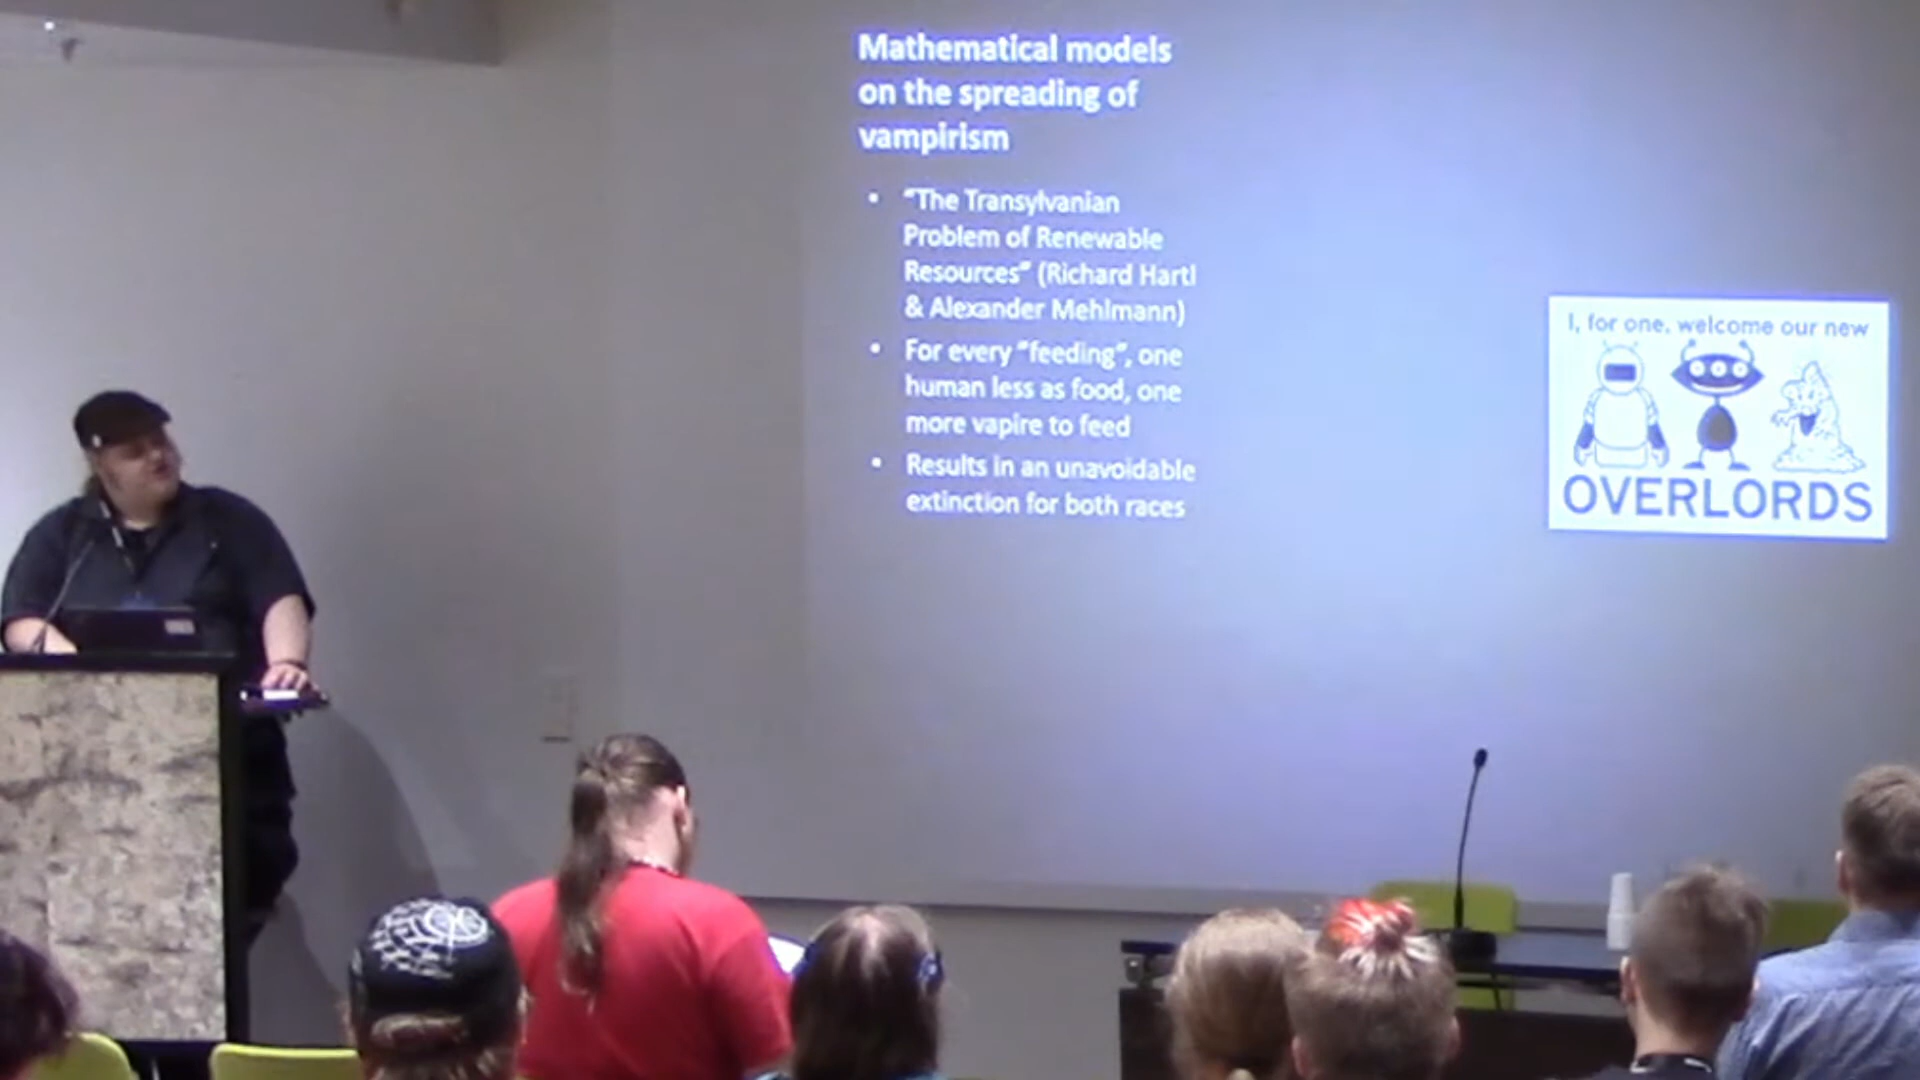 Mathematical models
on the spreading of
vampirism
• “The Transylvanian
Problem of Renewable
Resources” (Richard Hartl
& Alexander Mehlmann)
• For every “feeding”, one
human less as food, one
more vapire to feed
• Results in an unavoidable
extinction for both races
I, for one, welcome our new
OVERLORDS